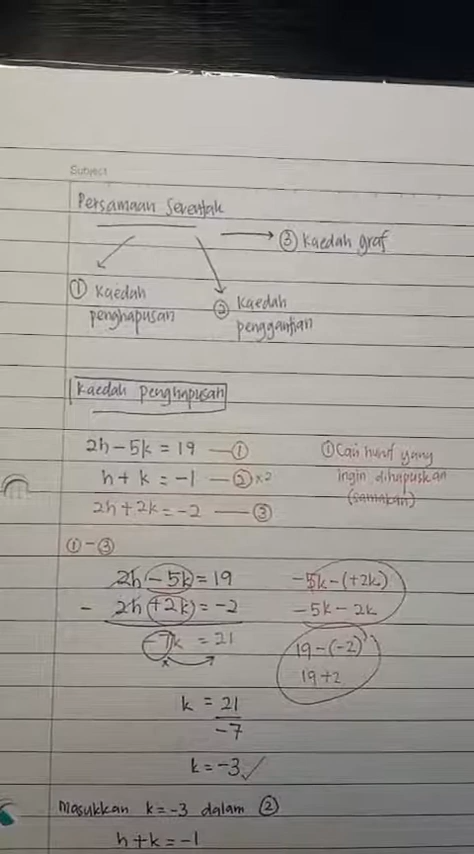 Subject
Persamaan Serentak
③ Kaedah graf
① Kaedah penghapusan
② Kaedah penggantian
Kaedah Penghapusan
2h - 5k = 19 — ①
h + k = -1 — ② ×2
2h + 2k = -2 — ③
① Cari huruf yang
ingin dihapuskan
(samakan)
① - ③
2h - 5k = 19
- 2h + 2k = -2
-7k = 21
×
-5k - (+2k)
-5k - 2k
19 - (-2)
19 + 2
k = 21
-7
k = -3 ✓
Masukkan k = -3 dalam ②
h + k = -1